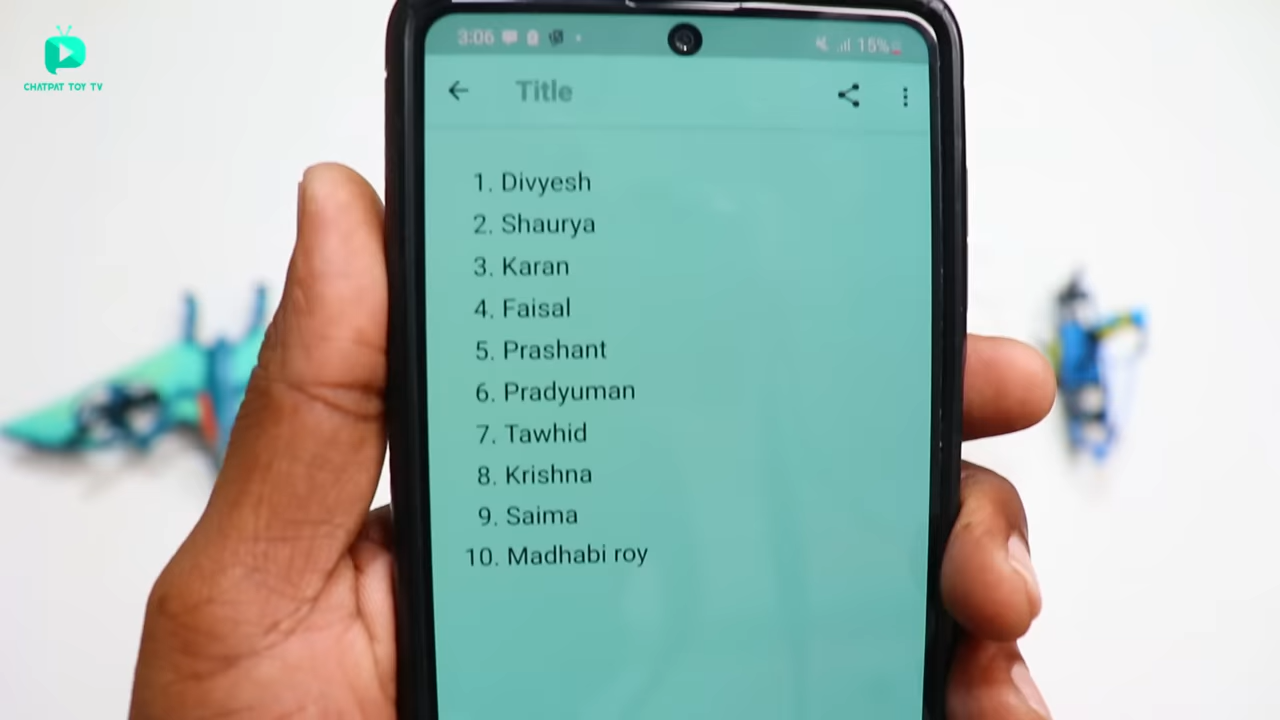 CHATPAT TOY TV
3:06
15%
Title
1. Divyesh
2. Shaurya
3. Karan
4. Faisal
5. Prashant
6. Pradyuman
7. Tawhid
8. Krishna
9. Saima
10. Madhabi roy